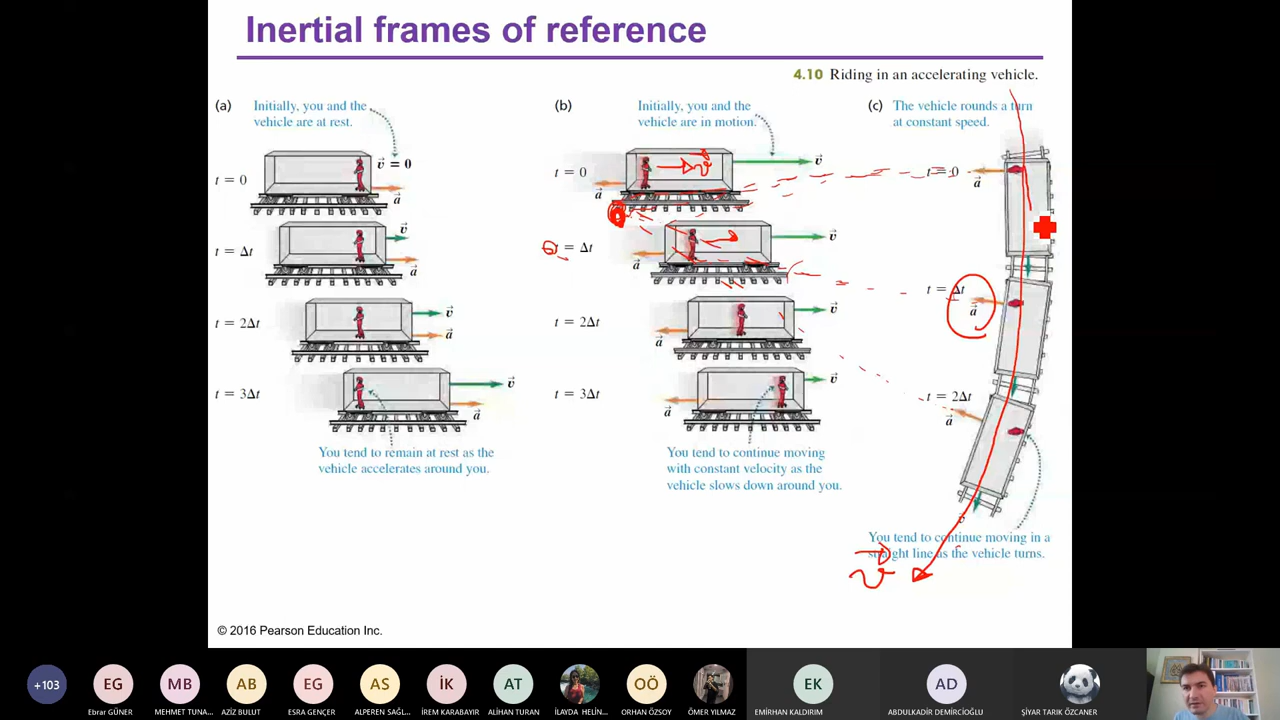 Inertial frames of reference
4.10 Riding in an accelerating vehicle.
(a)
Initially, you and the
vehicle are at rest.
v = 0
t = 0
a
v
t = Δt
a
t = 2Δt
v
a
t = 3Δt
v
a
You tend to remain at rest as the
vehicle accelerates around you.
(b)
Initially, you and the
vehicle are in motion.
t = 0
v
v
a
t = Δt
v
a
t = 2Δt
v
a
t = 3Δt
v
a
You tend to continue moving
with constant velocity as the
vehicle slows down around you.
(c)
The vehicle rounds a turn
at constant speed.
t = 0
a
t = Δt
a
t = 2Δt
a
v
You tend to continue moving in a
straight line as the vehicle turns.
v
© 2016 Pearson Education Inc.
+103
EG
MB
AB
EG
AS
İK
AT
OÖ
EK
AD
Ebrar GÜNER
MEHMET TUNA...
AZİZ BULUT
ESRA GENÇER
ALPEREN SAĞL...
İREM KARABAYIR
ALİHAN TURAN
İLAYDA HELİN...
ORHAN ÖZSOY
ÖMER YILMAZ
EMİRHAN KALDIRIM
ABDULKADİR DEMİRCİOĞLU
ŞİYAR TARIK ÖZCANER